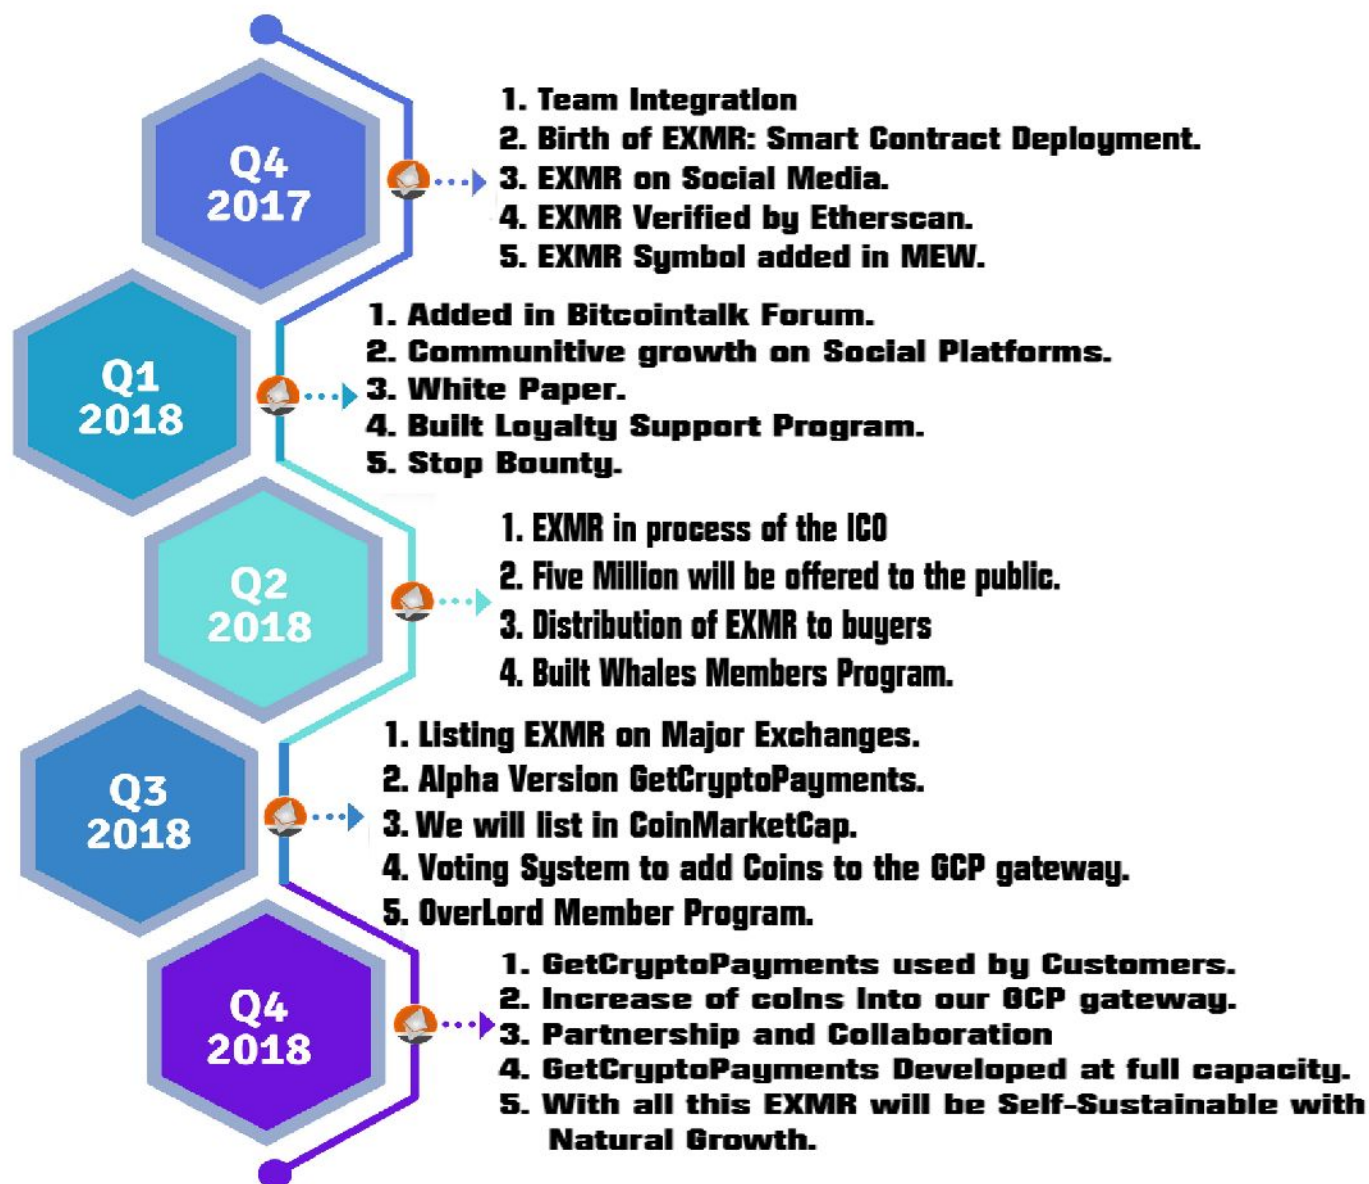 Q4
2017
1. Team Integration
2. Birth of EXMR: Smart Contract Deployment.
3. EXMR on Social Media.
4. EXMR Verified by Etherscan.
5. EXMR Symbol added in MEW.
Q1
2018
1. Added in Bitcointalk Forum.
2. Communitive growth on Social Platforms.
3. White Paper.
4. Built Loyalty Support Program.
5. Stop Bounty.
Q2
2018
1. EXMR in process of the ICO
2. Five Million will be offered to the public.
3. Distribution of EXMR to buyers
4. Built Whales Members Program.
Q3
2018
1. Listing EXMR on Major Exchanges.
2. Alpha Version GetCryptoPayments.
3. We will list in CoinMarketCap.
4. Voting System to add Coins to the GCP gateway.
5. OverLord Member Program.
Q4
2018
1. GetCryptoPayments used by Customers.
2. Increase of coins Into our GCP gateway.
3. Partnership and Collaboration
4. GetCryptoPayments Developed at full capacity.
5. With all this EXMR will be Self-Sustainable with
Natural Growth.